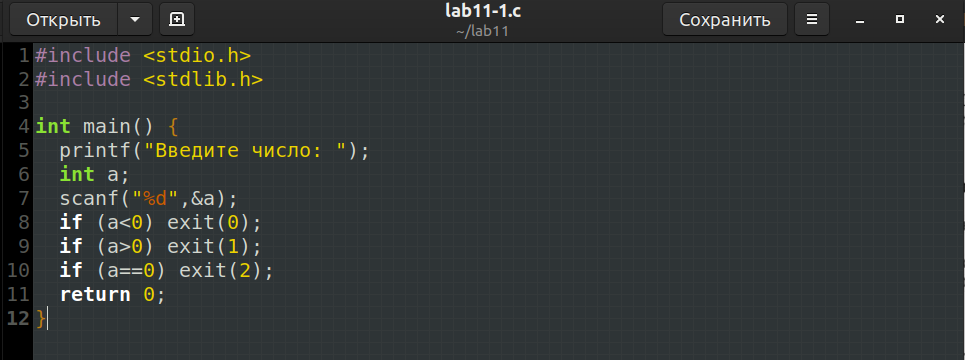 Открыть
lab11-1.c
~/lab11
Сохранить
1 #include <stdio.h>
2 #include <stdlib.h>
3
4 int main() {
5   printf("Введите число: ");
6   int a;
7   scanf("%d",&a);
8   if (a<0) exit(0);
9   if (a>0) exit(1);
10   if (a==0) exit(2);
11   return 0;
12 }